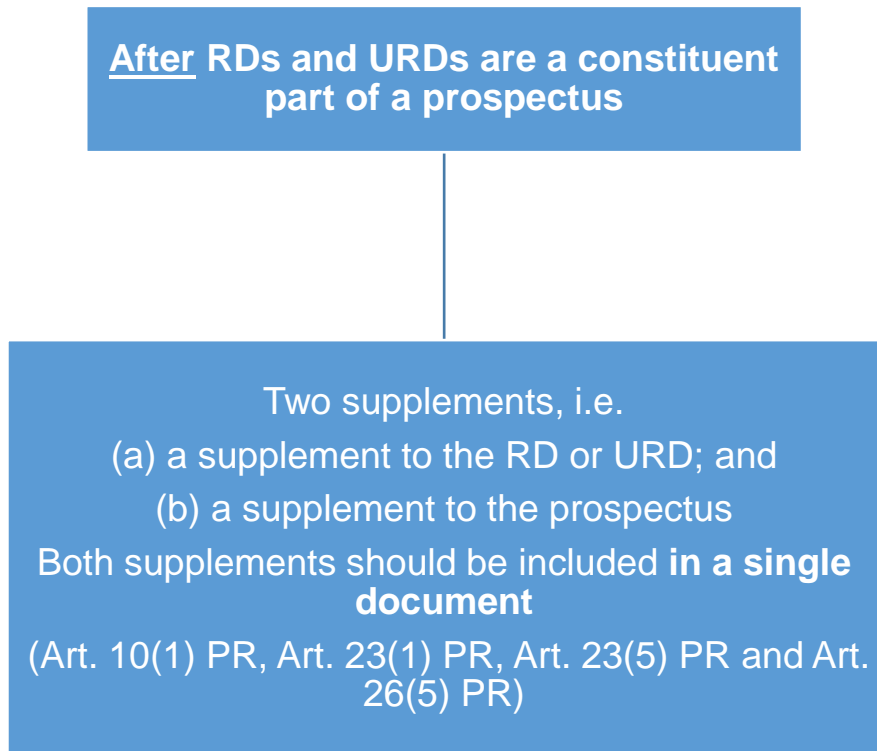 After RDs and URDs are a constituent
part of a prospectus
Two supplements, i.e.
(a) a supplement to the RD or URD; and
(b) a supplement to the prospectus
Both supplements should be included in a single
document
(Art. 10(1) PR, Art. 23(1) PR, Art. 23(5) PR and Art.
26(5) PR)